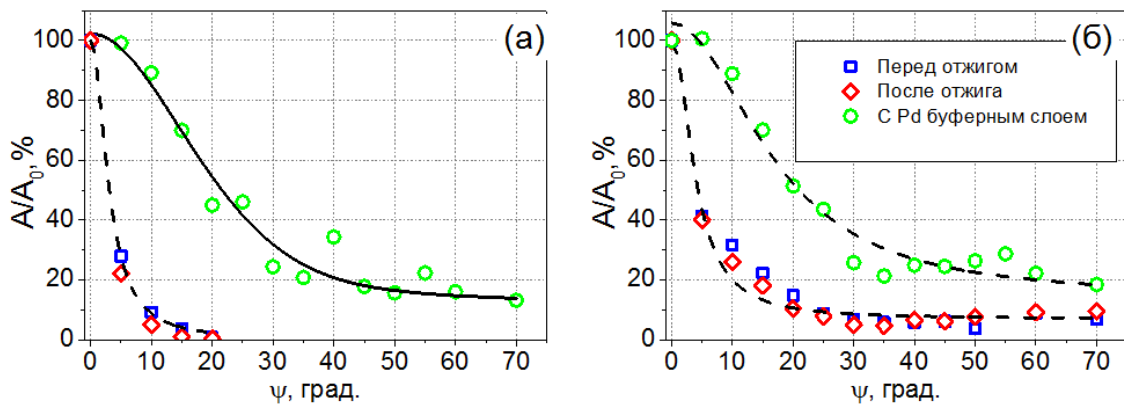 (а)
A/A0, %
100
80
60
40
20
0
0 10 20 30 40 50 60 70
ψ, град.
(б)
Перед отжигом
После отжига
С Pd буферным слоем
A/A0, %
100
80
60
40
20
0
0 10 20 30 40 50 60 70
ψ, град.